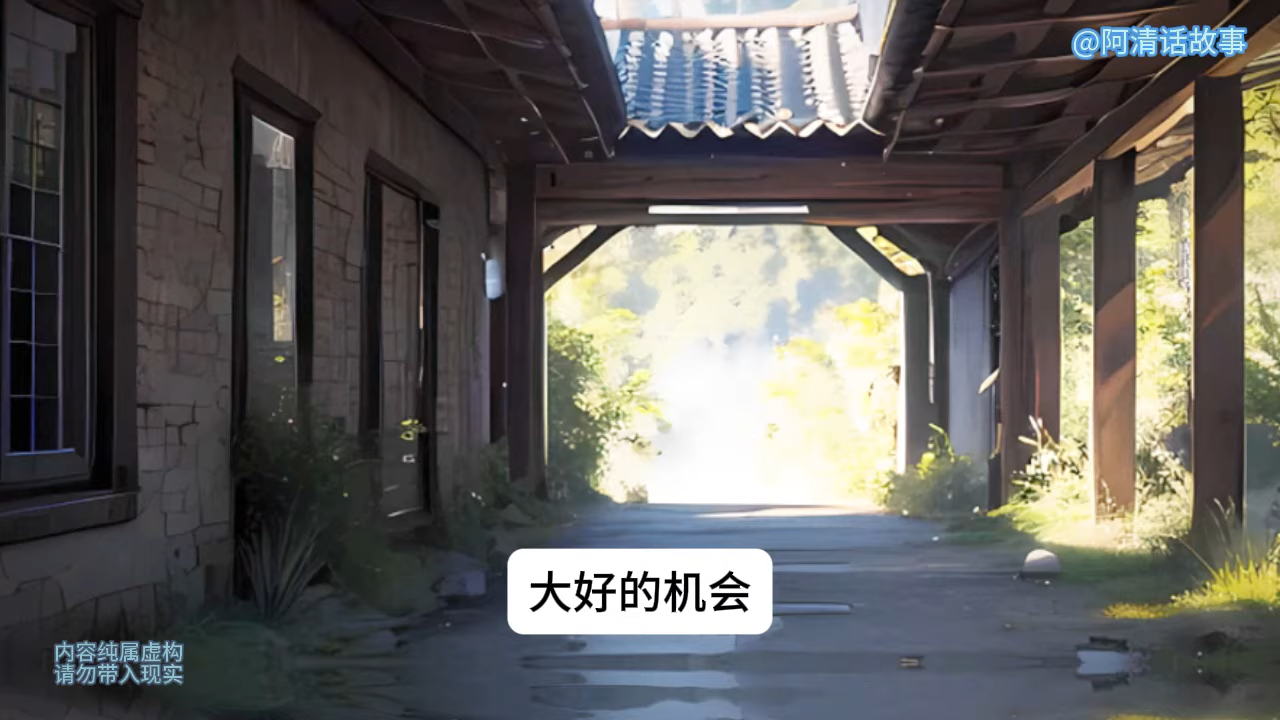 @阿清话故事
大好的机会
内容纯属虚构
请勿带入现实